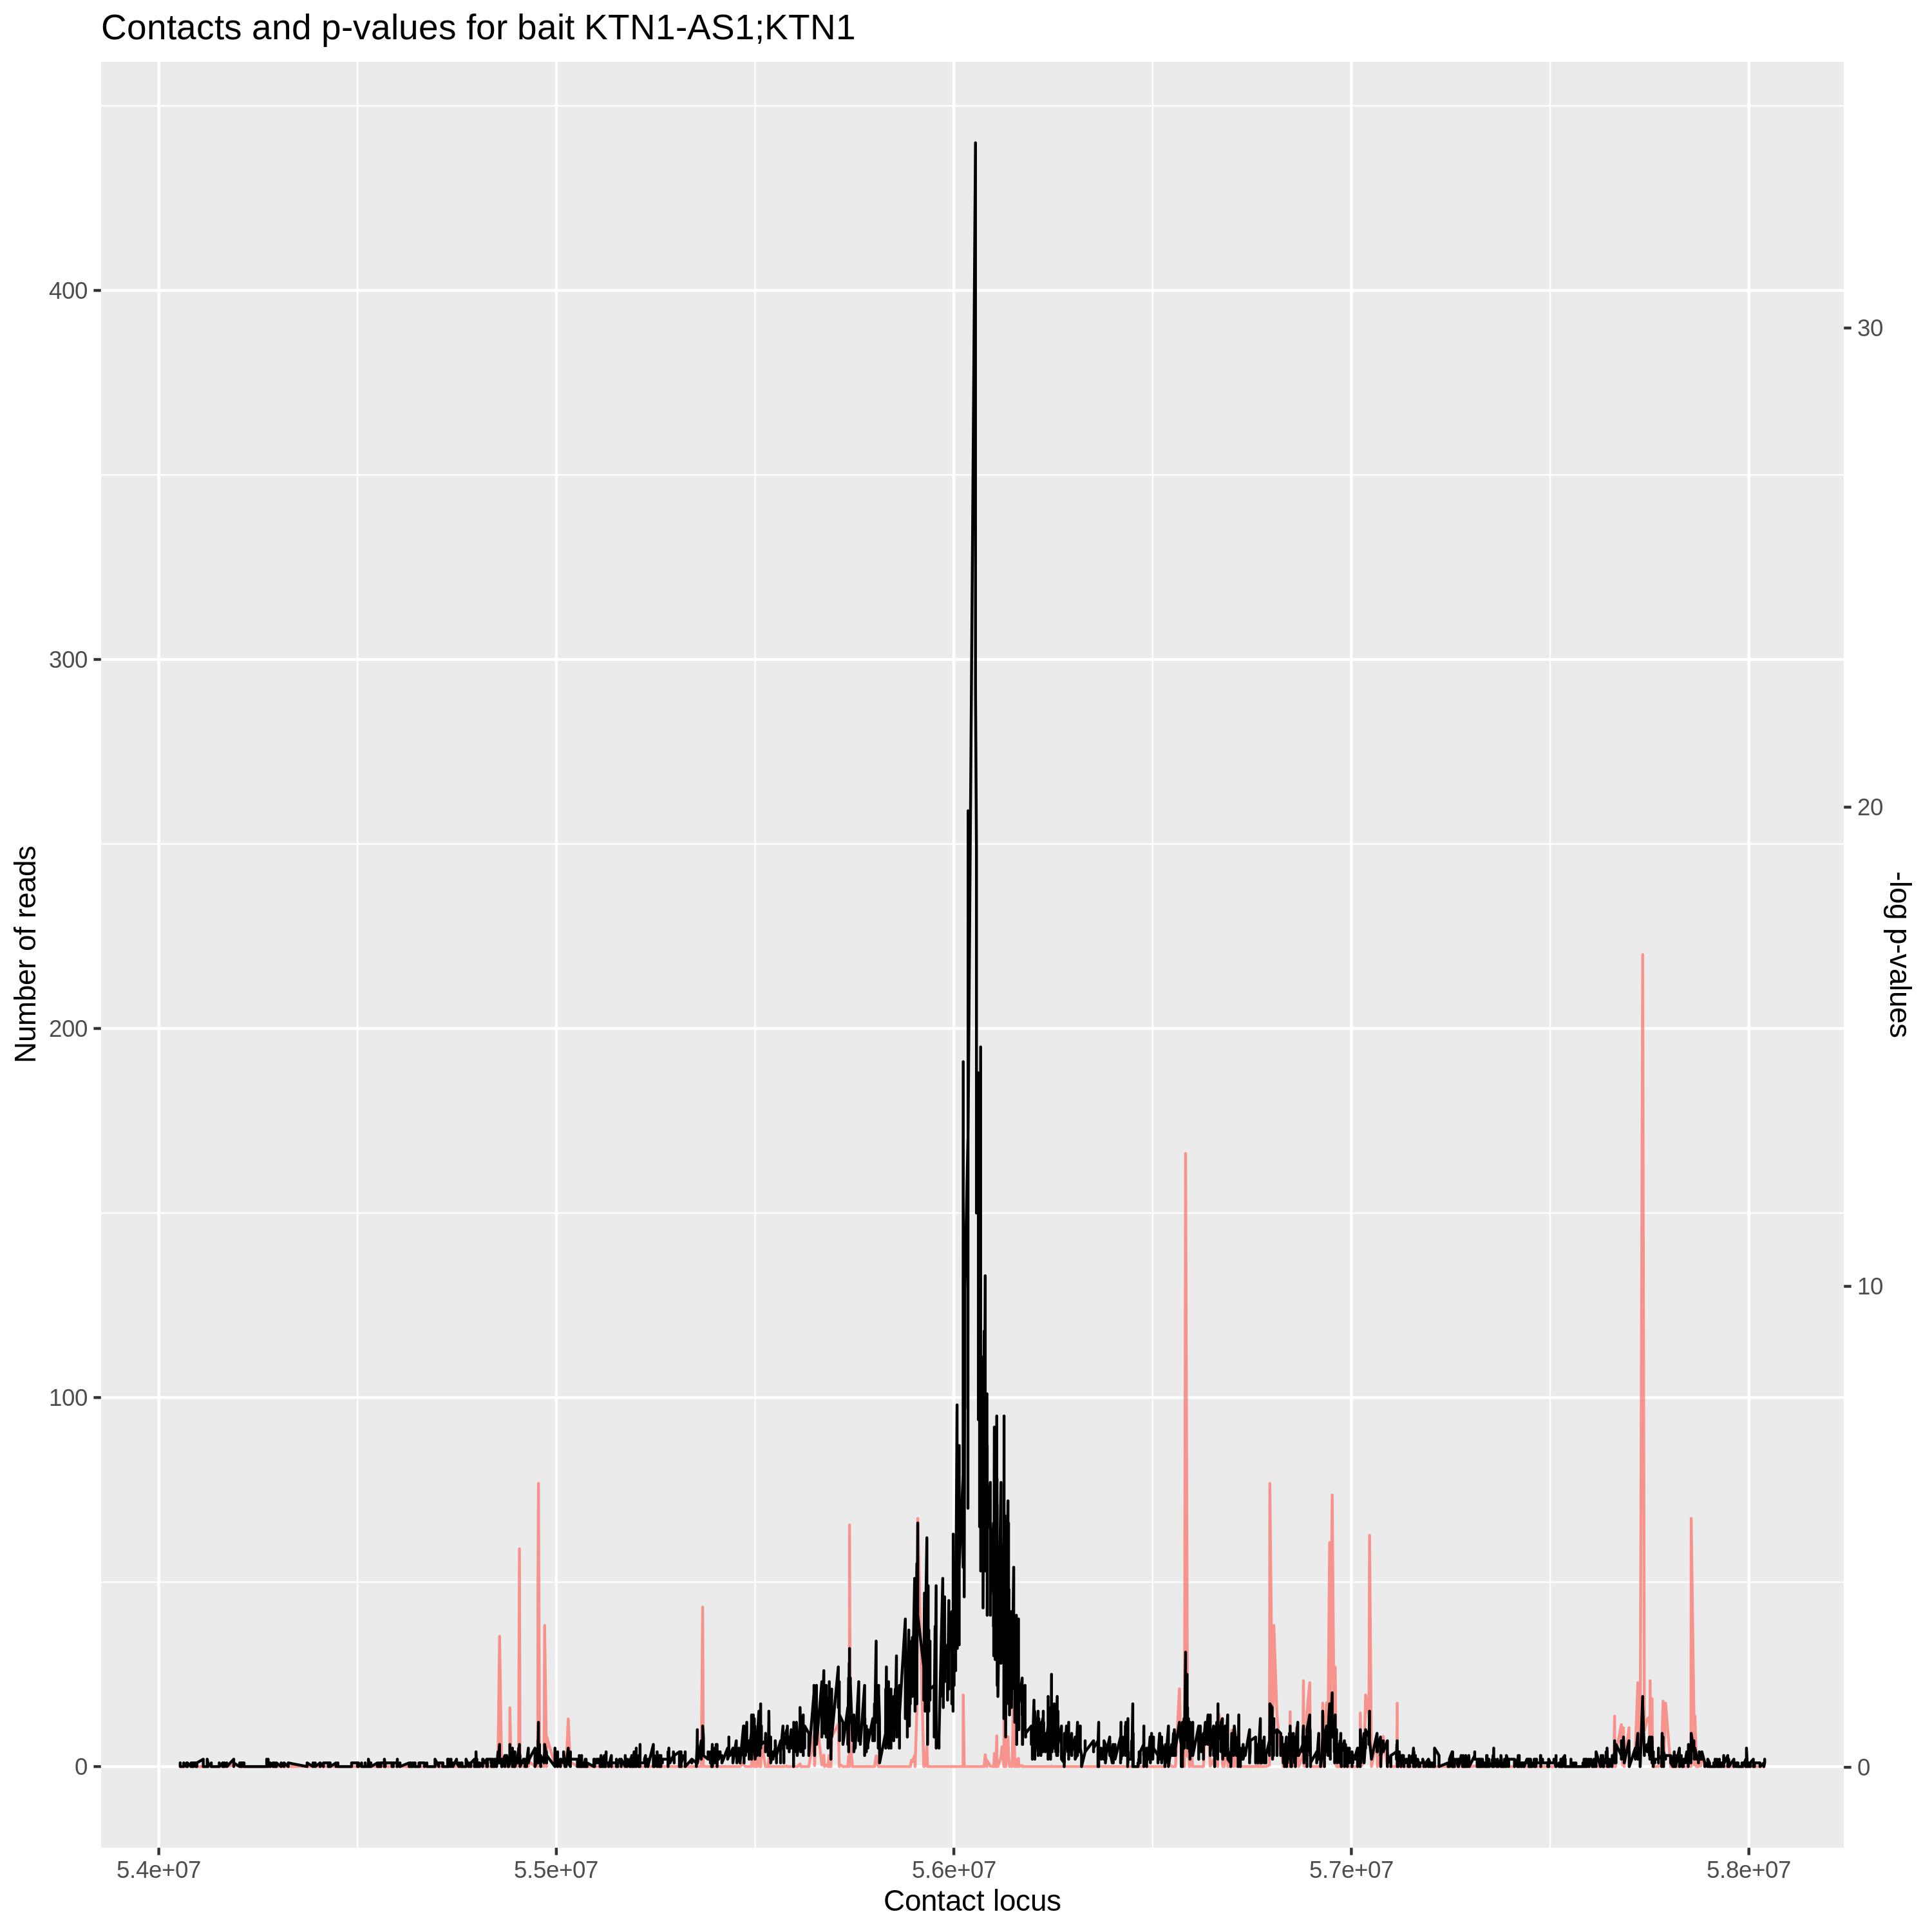 Contacts and p-values for bait KTN1-AS1;KTN1
Number of reads
400
300
200
100
0
30
20
10
0
-log p-values
5.4e+07
5.5e+07
5.6e+07
5.7e+07
5.8e+07
Contact locus